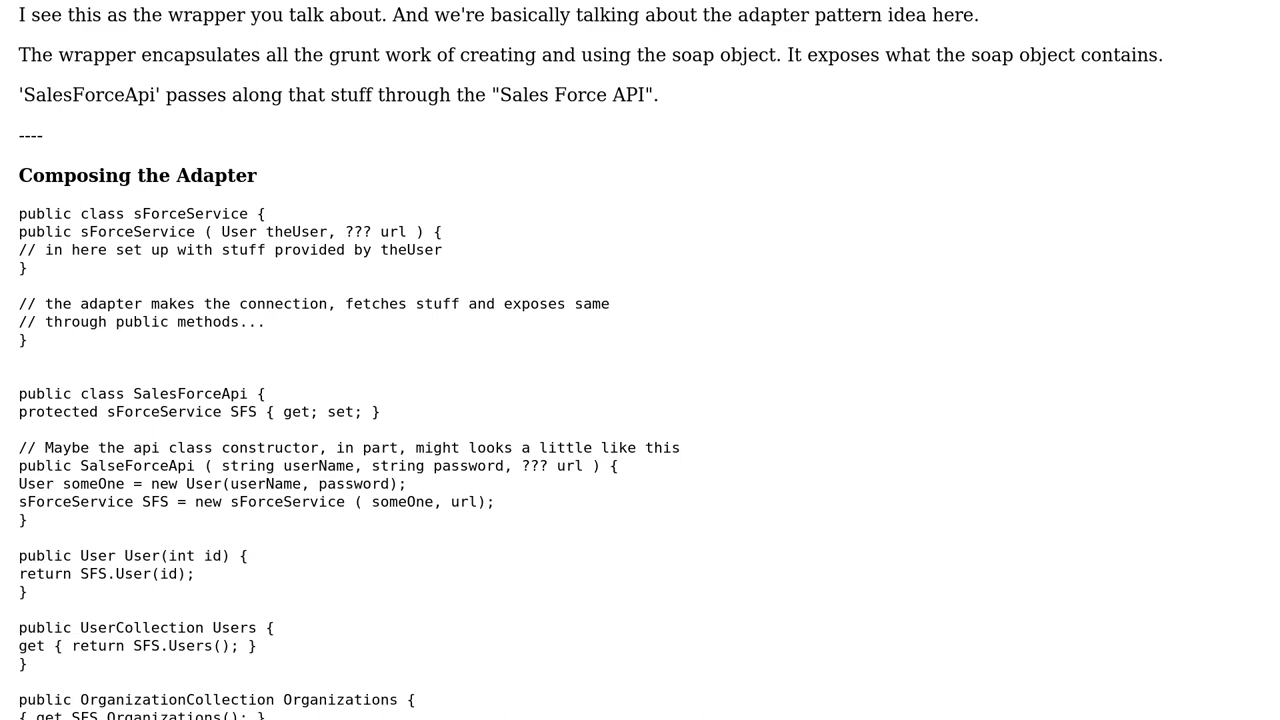 I see this as the wrapper you talk about. And we're basically talking about the adapter pattern idea here.
The wrapper encapsulates all the grunt work of creating and using the soap object. It exposes what the soap object contains.
'SalesForceApi' passes along that stuff through the "Sales Force API".
----
Composing the Adapter
public class sForceService {
public sForceService ( User theUser, ??? url ) {
// in here set up with stuff provided by theUser
}
// the adapter makes the connection, fetches stuff and exposes same
// through public methods...
}
public class SalesForceApi {
protected sForceService SFS { get; set; }
// Maybe the api class constructor, in part, might looks a little like this
public SalseForceApi ( string userName, string password, ??? url ) {
User someOne = new User(userName, password);
sForceService SFS = new sForceService ( someOne, url);
}
public User User(int id) {
return SFS.User(id);
}
public UserCollection Users {
get { return SFS.Users(); }
}
public OrganizationCollection Organizations {
{ get SFS.Organizations(); }